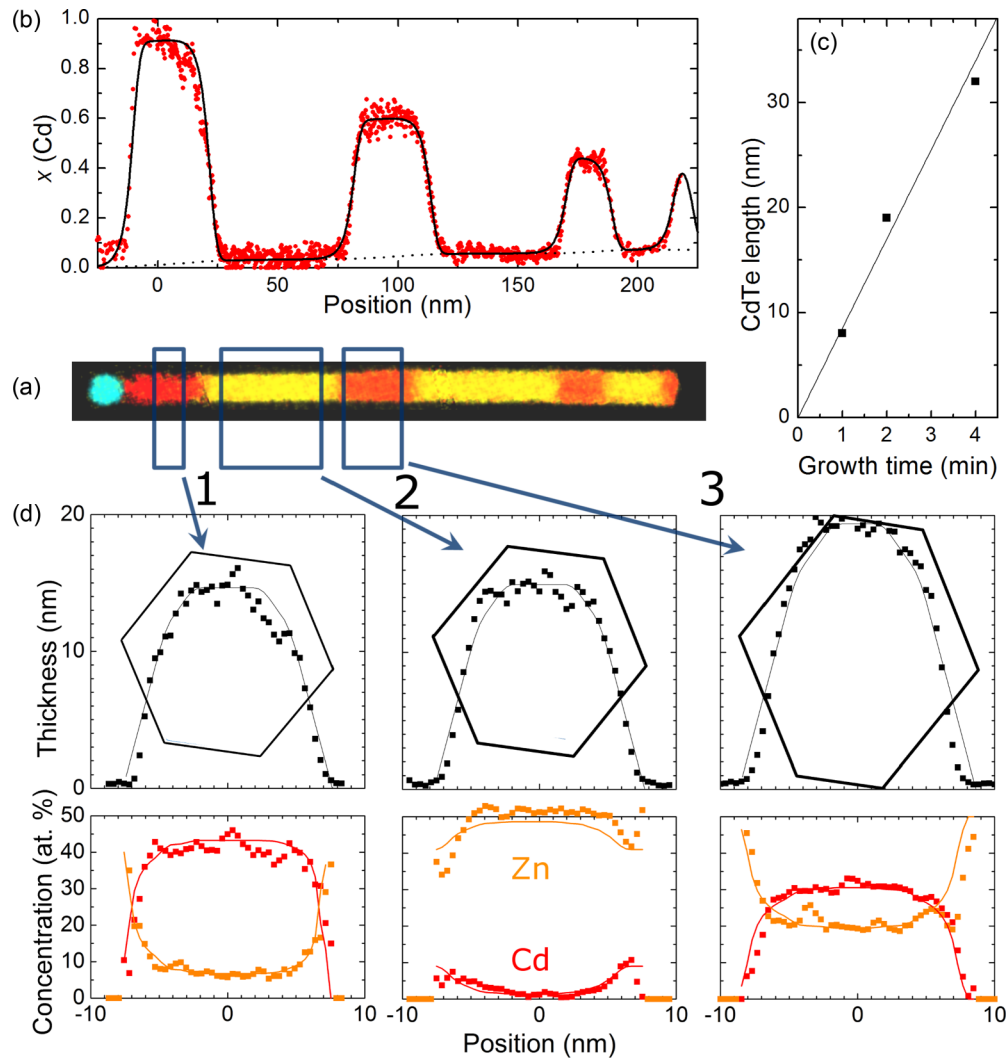 (b)
1.0
0.8
0.6
0.4
0.2
0.0
x (Cd)
0 50 100 150 200
Position (nm)
(c)
30
20
10
0
CdTe length (nm)
0 1 2 3 4
Growth time (min)
(a)
1 2 3
(d)
20
10
0
Thickness (nm)
50
40
30
20
10
0
Concentration (at. %)
Zn
Cd
-10 0 10
-10 0 10
-10 0 10
Position (nm)